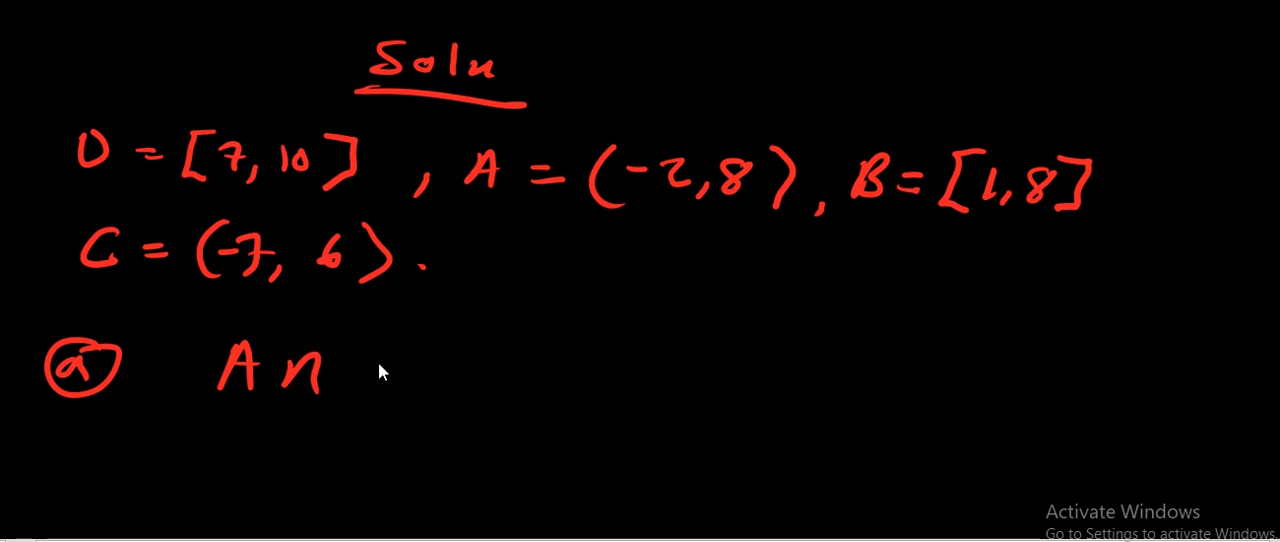 Soln
D = [7, 10], A = (-2, 8), B = [1, 8]
C = (-7, 6).
(a) A ∩
Activate Windows
Go to Settings to activate Windows.